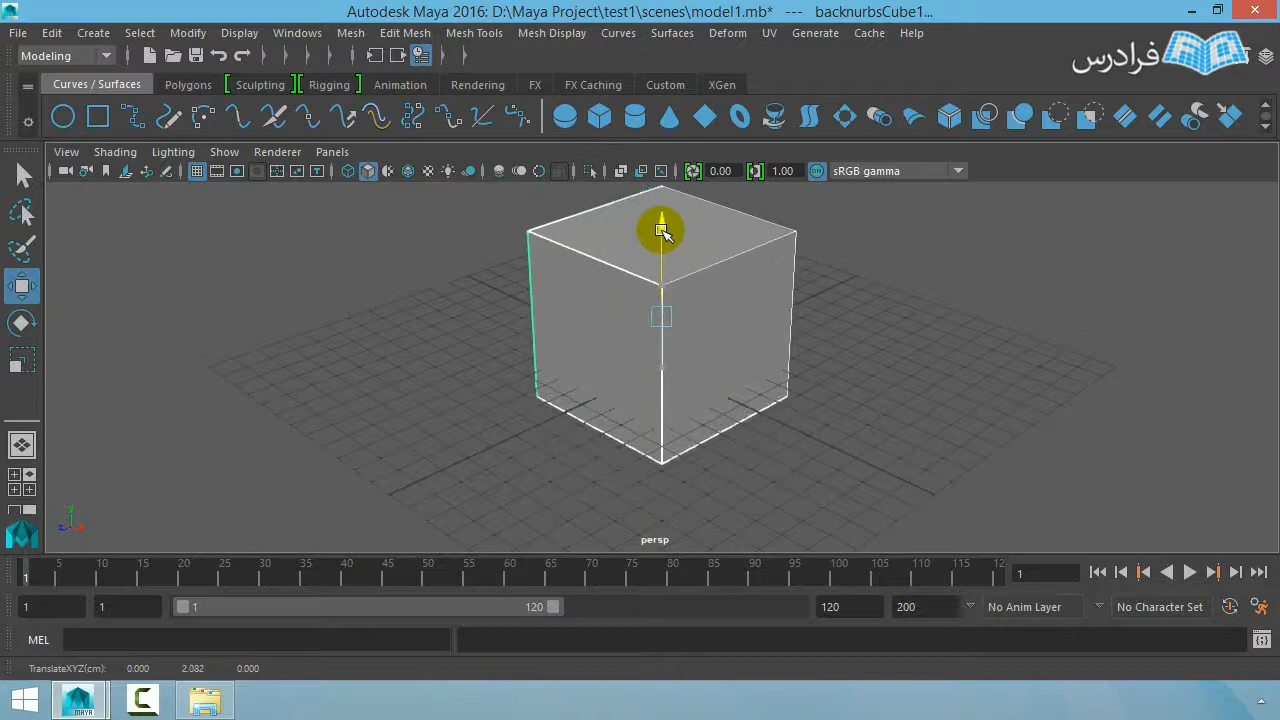 Autodesk Maya 2016: D:\Maya Project\test1\scenes\model1.mb* --- backnurbsCube1...
File Edit Create Select Modify Display Windows Mesh Edit Mesh Mesh Tools Mesh Display Curves Surfaces Deform UV Generate Cache Help
Modeling
فرادرس
Curves / Surfaces Polygons Sculpting Rigging Animation Rendering FX FX Caching Custom XGen
View Shading Lighting Show Renderer Panels
0.00 1.00 ON sRGB gamma
y
z x
persp
1 5 10 15 20 25 30 35 40 45 50 55 60 65 70 75 80 85 90 95 100 105 110 115 12
1
1 1 1 120 120 200 No Anim Layer No Character Set
MEL
TranslateXYZ(cm): 0.000 2.082 0.000
MAYA